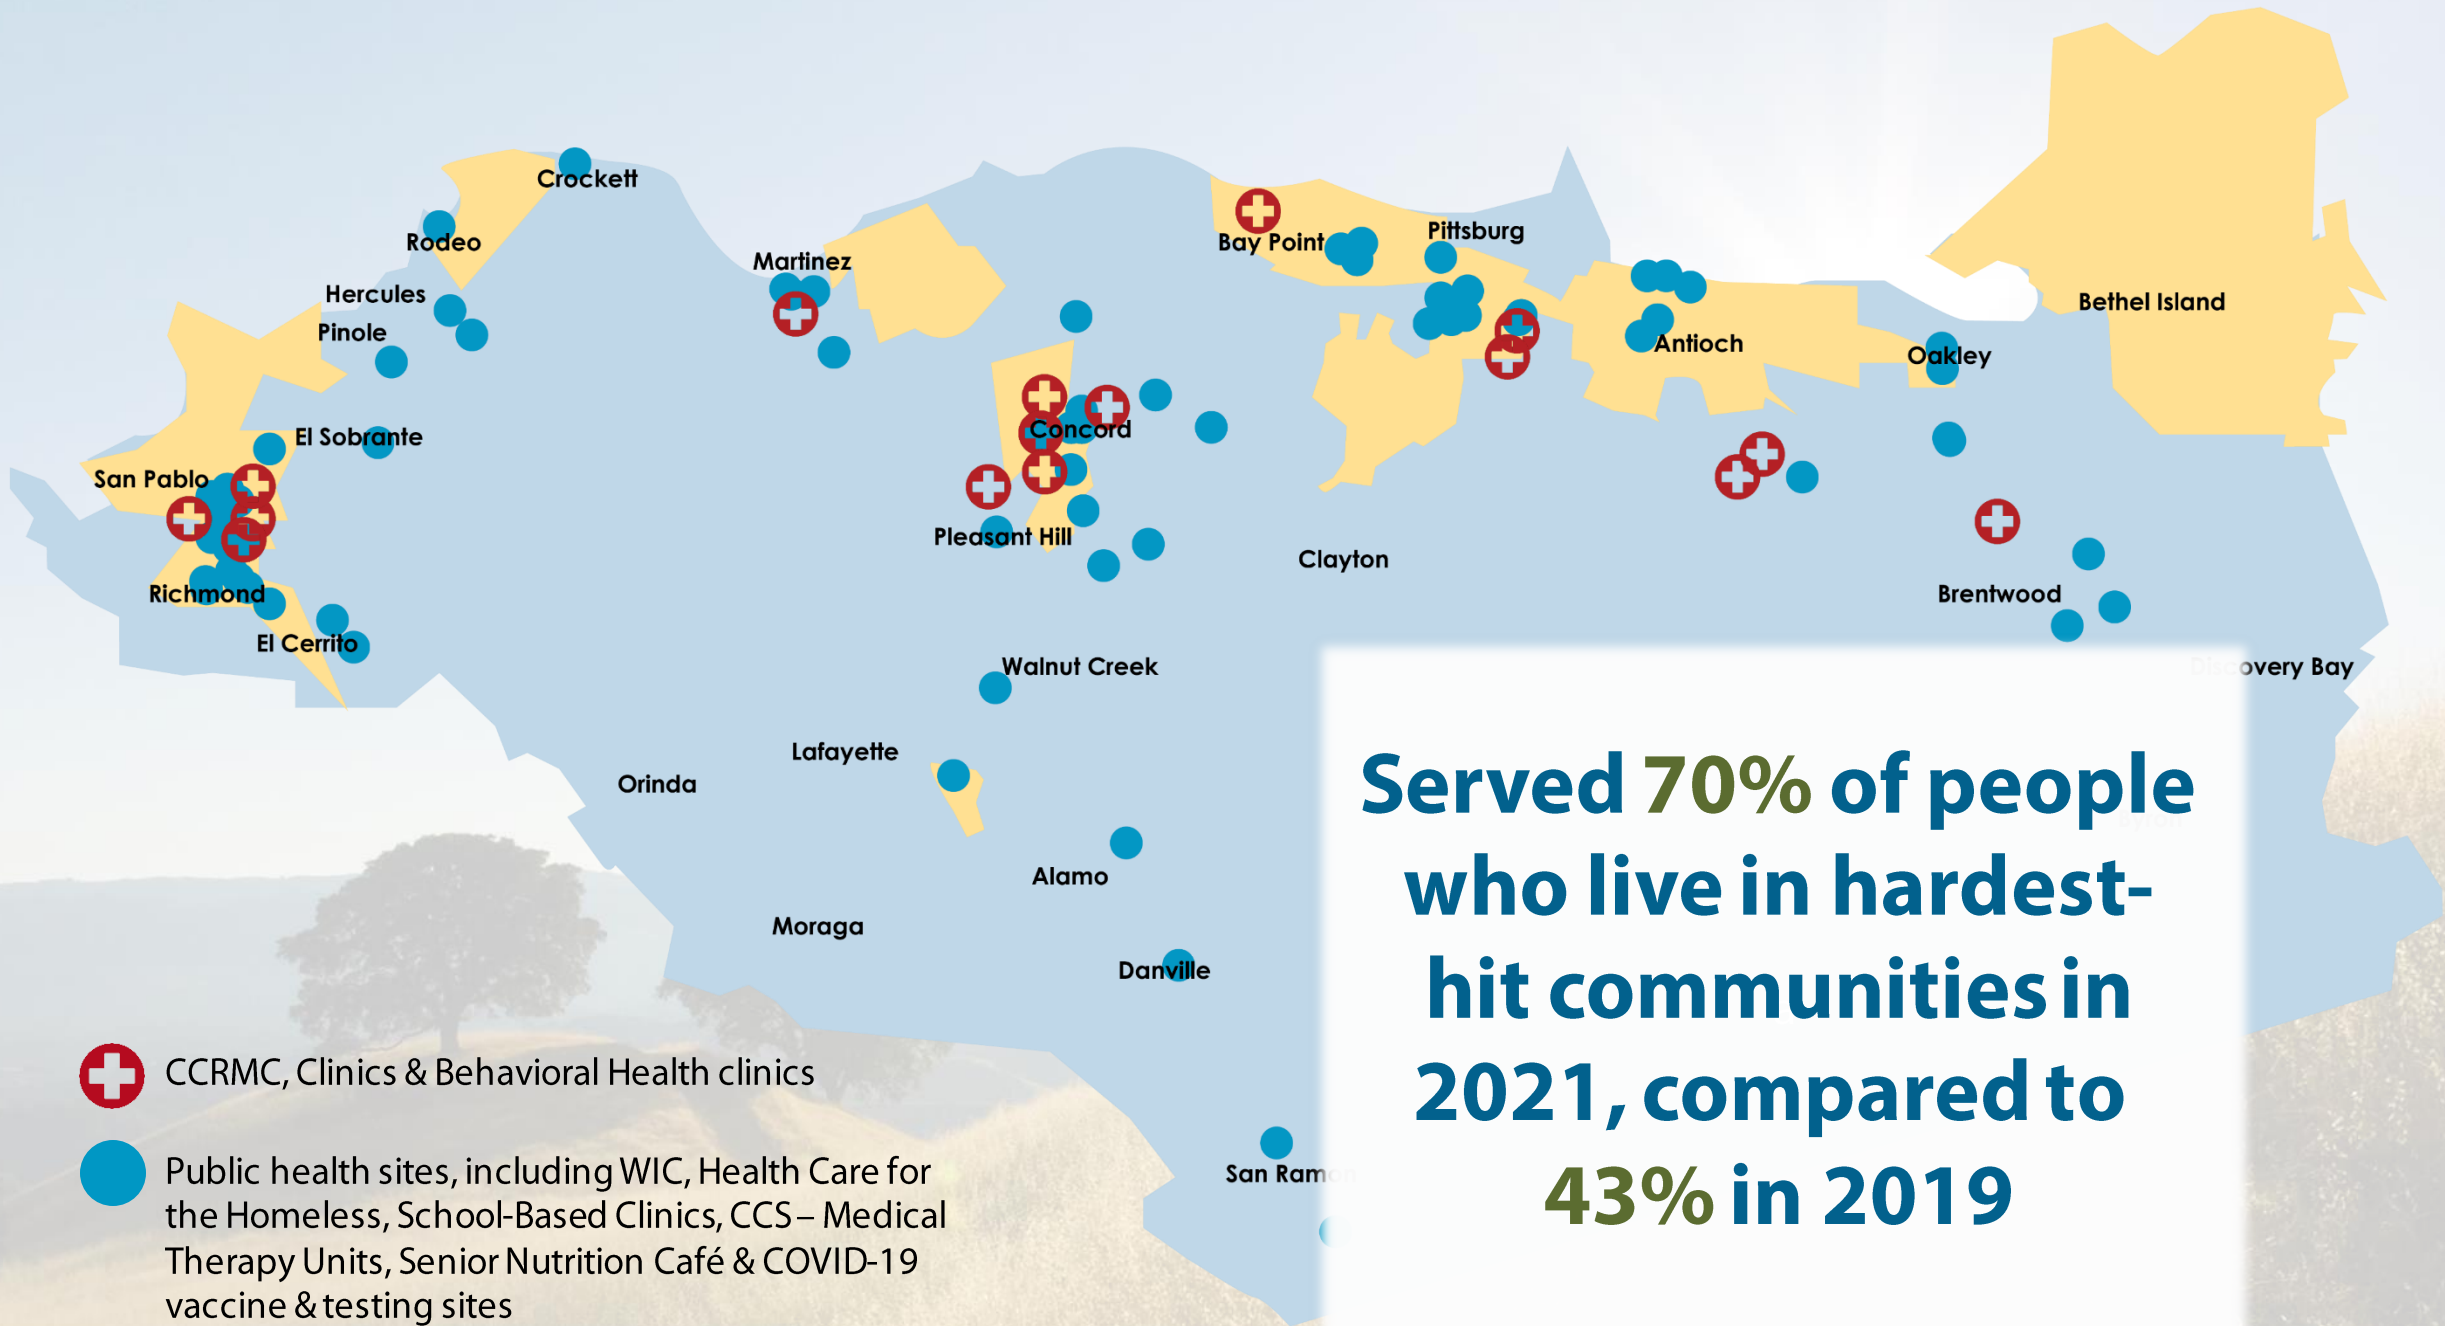 Crockett
Rodeo
Pittsburg
Bay Point
Martinez
Hercules
Bethel Island
Pinole
Antioch
Oakley
Concord
El Sobrante
San Pablo
Pleasant Hill
Clayton
Richmond
Brentwood
El Cerrito
Walnut Creek
Discovery Bay
Lafayette
Orinda
Byron
Alamo
Moraga
Danville
San Ramo
Served 70% of people
who live in hardest-
hit communities in
2021, compared to
43% in 2019
CCRMC, Clinics & Behavioral Health clinics
Public health sites, including WIC, Health Care for
the Homeless, School-Based Clinics, CCS – Medical
Therapy Units, Senior Nutrition Café & COVID-19
vaccine & testing sites